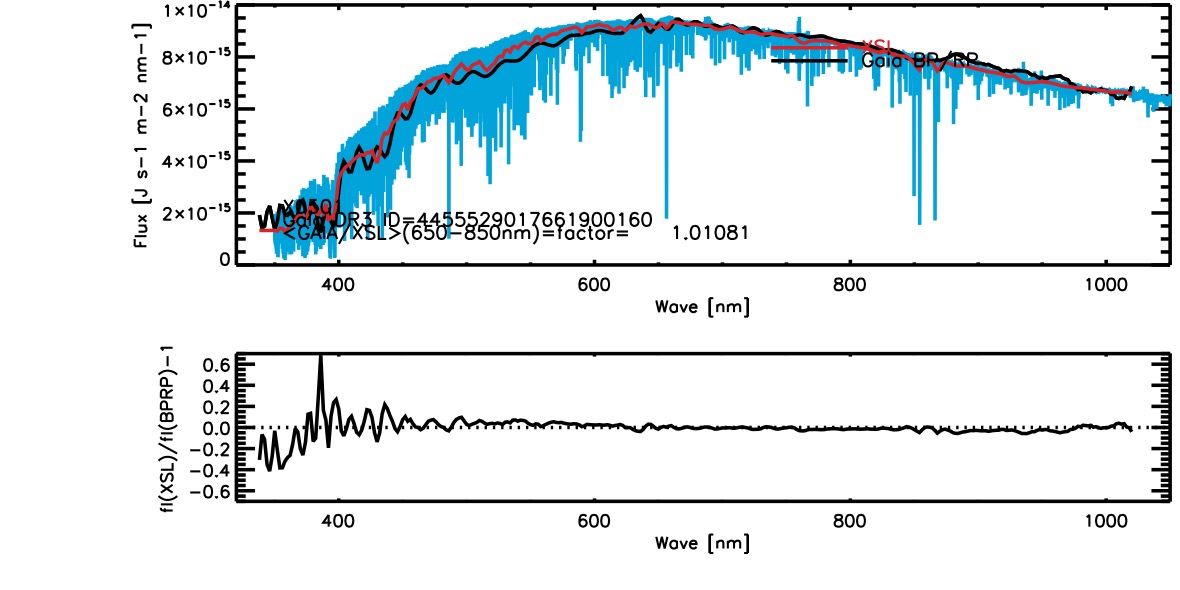 1×10−14
8×10−15
6×10−15
4×10−15
2×10−15
0
Flux [J s−1 m−2 nm−1]
XSL
Gaia BP/RP
Gaia DR3 ID=4455529017661900160
<GAIA/XSL>(650−850nm)=factor= 1.01081
400 600 800 1000
Wave [nm]
0.6
0.4
0.2
0.0
−0.2
−0.4
−0.6
fl(XSL)/fl(BPRP)−1
400 600 800 1000
Wave [nm]